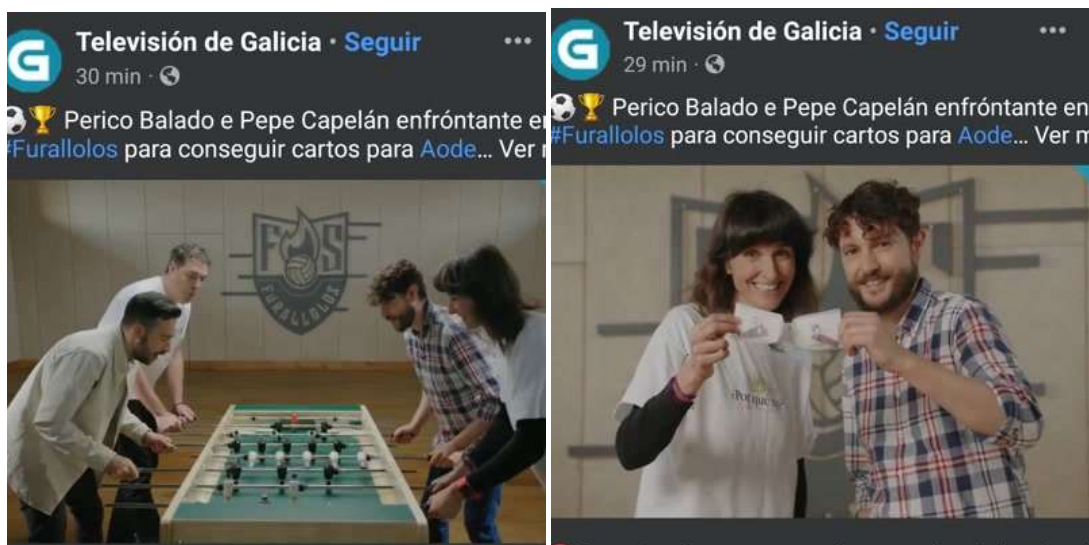 Televisión de Galicia · Seguir
30 min
Perico Balado e Pepe Capelán enfróntante
#Furallolos para conseguir cartos para Aode... Ver
FS
FURALLOLOS
Televisión de Galicia · Seguir
29 min
Perico Balado e Pepe Capelán enfróntante en
#Furallolos para conseguir cartos para Aode... Ver